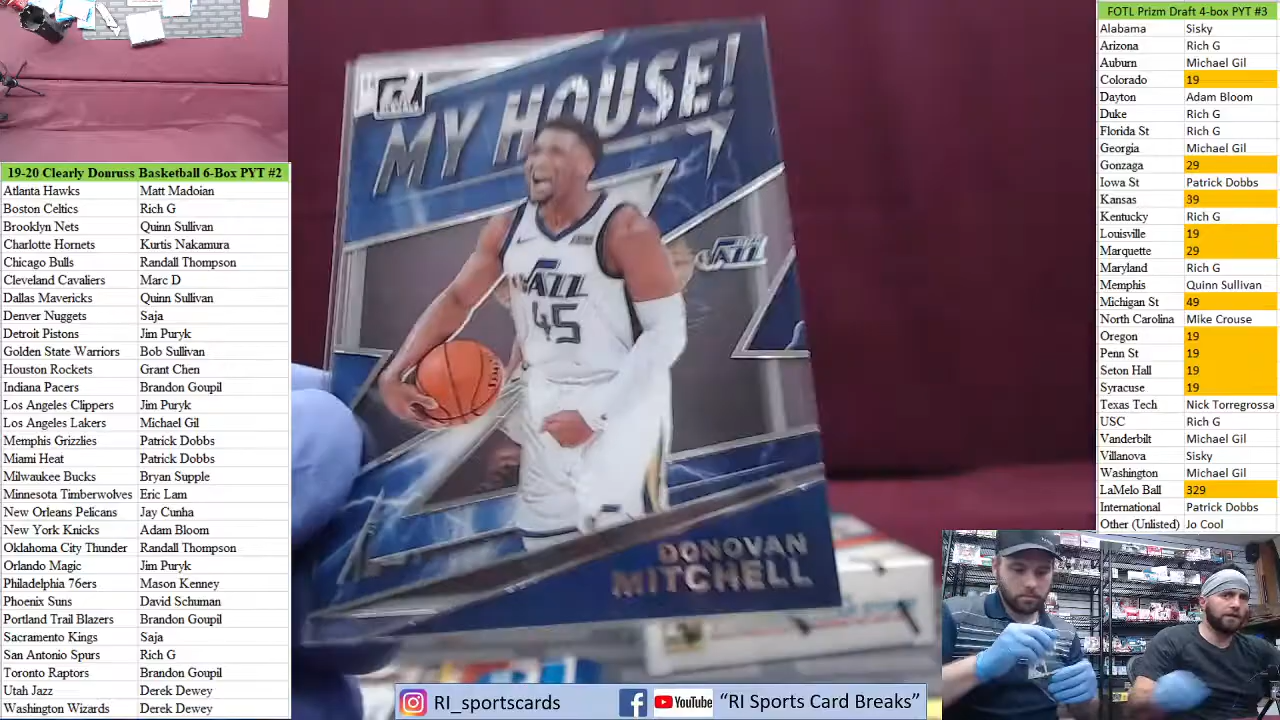 19-20 Clearly Donruss Basketball 6-Box PYT #2
Atlanta Hawks Matt Madoian
Boston Celtics Rich G
Brooklyn Nets Quinn Sullivan
Charlotte Hornets Kurtis Nakamura
Chicago Bulls Randall Thompson
Cleveland Cavaliers Marc D
Dallas Mavericks Quinn Sullivan
Denver Nuggets Saja
Detroit Pistons Jim Puryk
Golden State Warriors Bob Sullivan
Houston Rockets Grant Chen
Indiana Pacers Brandon Goupil
Los Angeles Clippers Jim Puryk
Los Angeles Lakers Michael Gil
Memphis Grizzlies Patrick Dobbs
Miami Heat Patrick Dobbs
Milwaukee Bucks Bryan Supple
Minnesota Timberwolves Eric Lam
New Orleans Pelicans Jay Cunha
New York Knicks Adam Bloom
Oklahoma City Thunder Randall Thompson
Orlando Magic Jim Puryk
Philadelphia 76ers Mason Kenney
Phoenix Suns David Schuman
Portland Trail Blazers Brandon Goupil
Sacramento Kings Saja
San Antonio Spurs Rich G
Toronto Raptors Brandon Goupil
Utah Jazz Derek Dewey
Washington Wizards Derek Dewey
MY HOUSE!
JAZZ
JAZZ
45
DONOVAN
MITCHELL
RI_sportscards YouTube "RI Sports Card Breaks"
FOTL Prizm Draft 4-box PYT #3
Alabama Sisky
Arizona Rich G
Auburn Michael Gil
Colorado 19
Dayton Adam Bloom
Duke Rich G
Florida St Rich G
Georgia Michael Gil
Gonzaga 29
Iowa St Patrick Dobbs
Kansas 39
Kentucky Rich G
Louisville 19
Marquette 29
Maryland Rich G
Memphis Quinn Sullivan
Michigan St 49
North Carolina Mike Crouse
Oregon 19
Penn St 19
Seton Hall 19
Syracuse 19
Texas Tech Nick Torregrossa
USC Rich G
Vanderbilt Michael Gil
Villanova Sisky
Washington Michael Gil
LaMelo Ball 329
International Patrick Dobbs
Other (Unlisted) Jo Cool